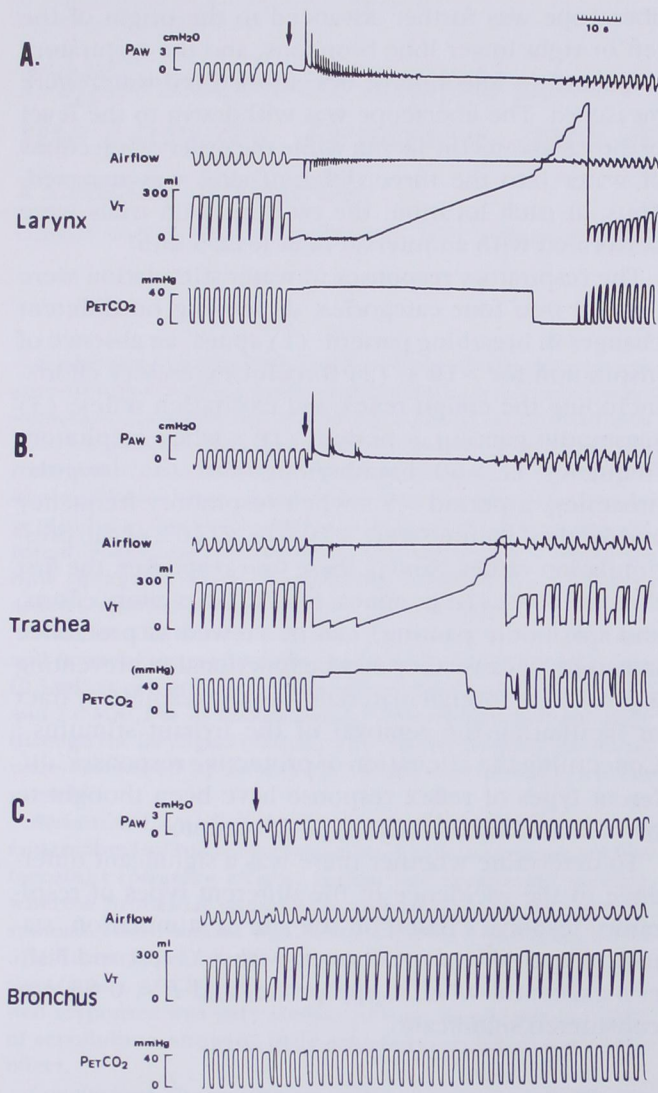 10 s
A.
cmH2O
PAW
0
Airflow
ml
300
VT
0
Larynx
mmHg
40
PETCO2
0
B.
cmH2O
PAW
3
0
Airflow
ml
300
VT
0
Trachea
(mmHg)
PETCO2
40
0
C.
cmH2O
PAW
3
0
Airflow
ml
300
VT
0
Bronchus
mmHg
PETCO2
40
0